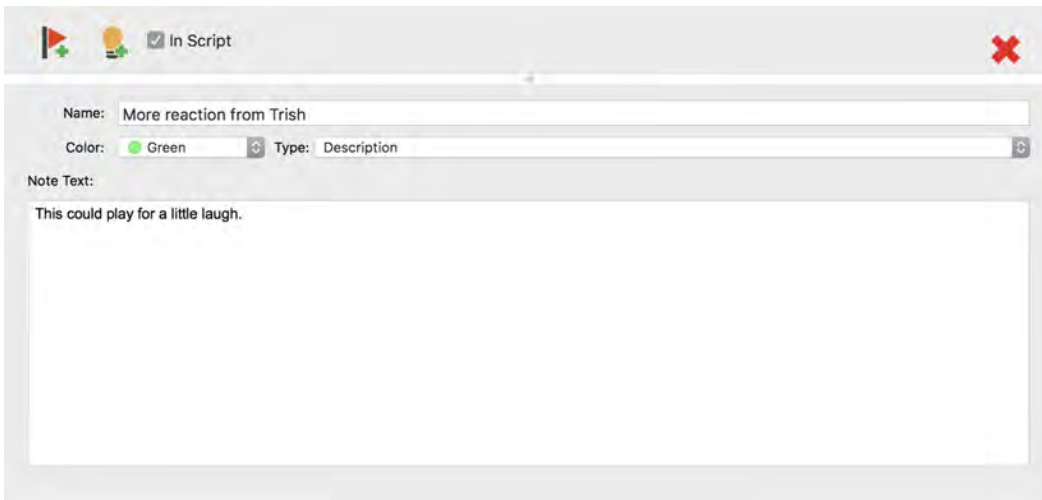 In Script
Name: More reaction from Trish
Color: Green Type: Description
Note Text:
This could play for a little laugh.